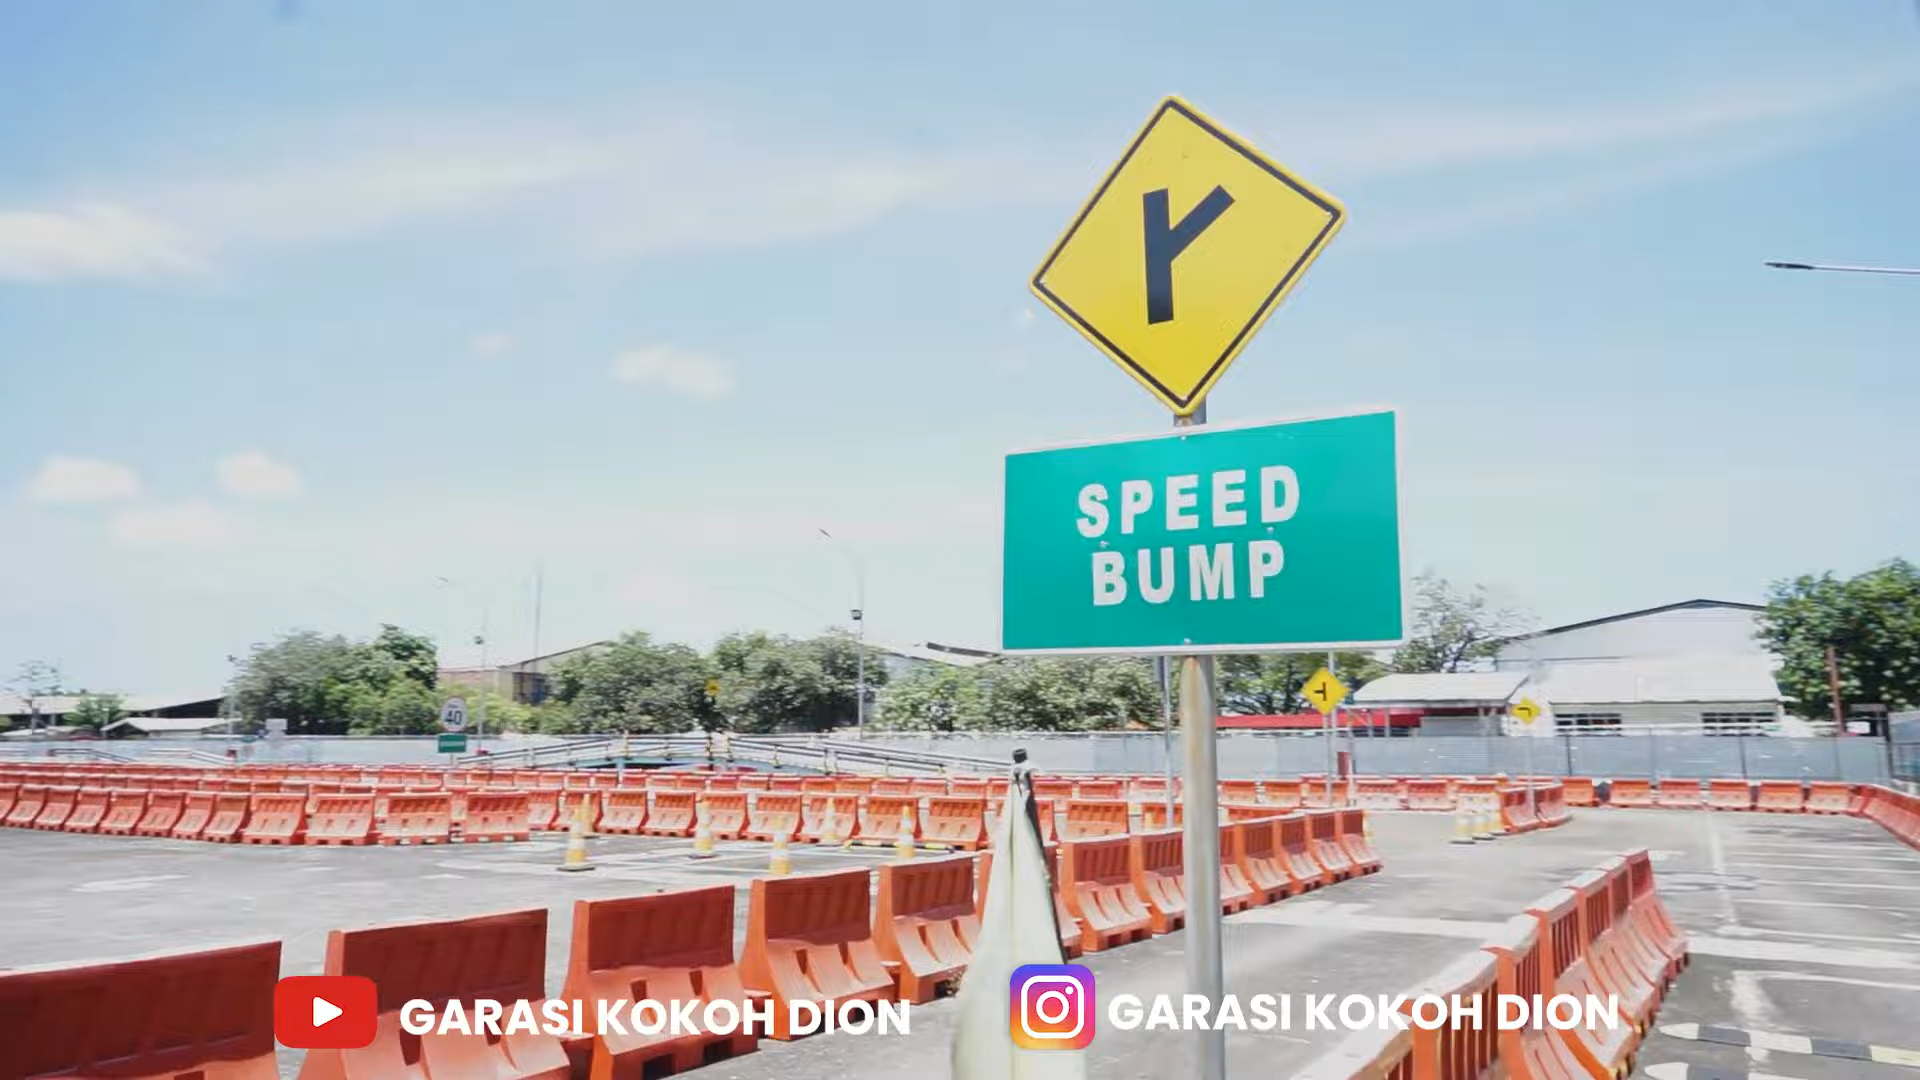 SPEED
BUMP
40
GARASI KOKOH DION
GARASI KOKOH DION